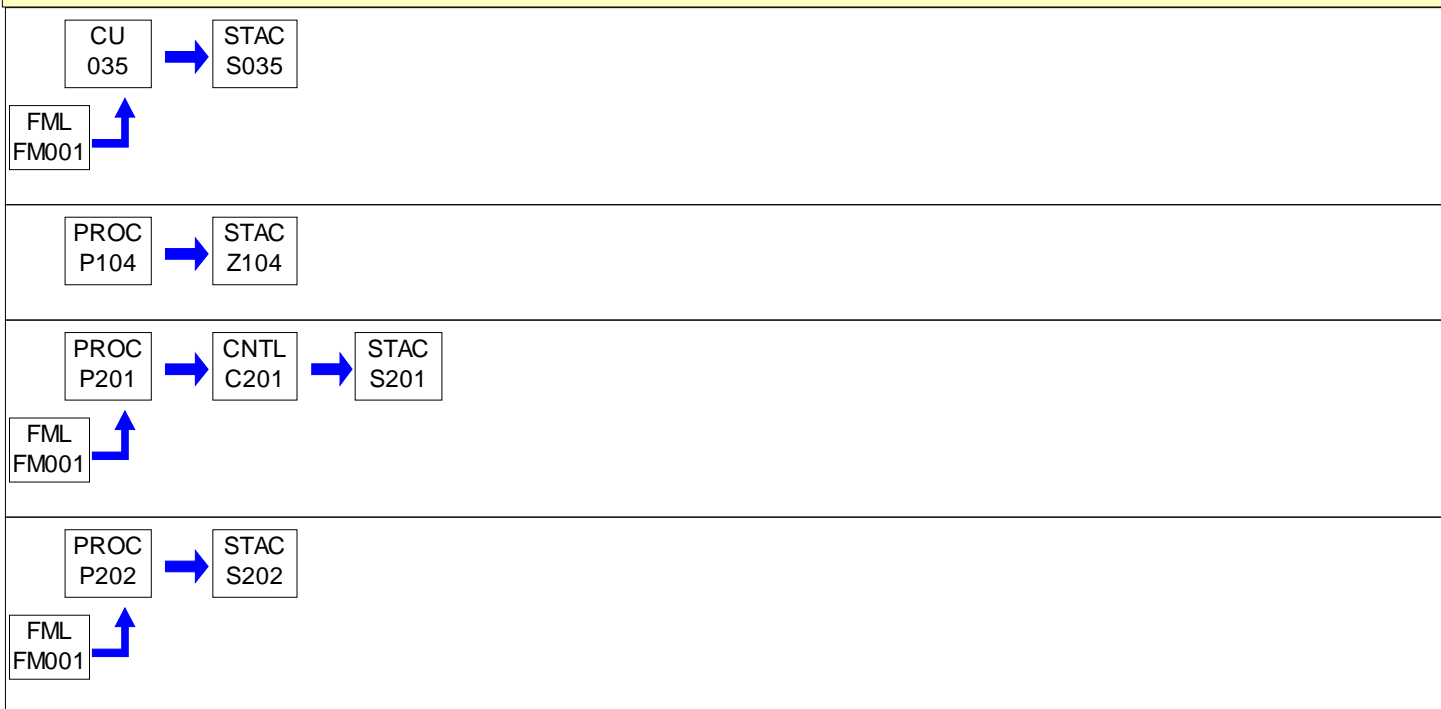 CU
035
STAC
S035
FML
FM001
PROC
P104
STAC
Z104
PROC
P201
CNTL
C201
STAC
S201
FML
FM001
PROC
P202
STAC
S202
FML
FM001